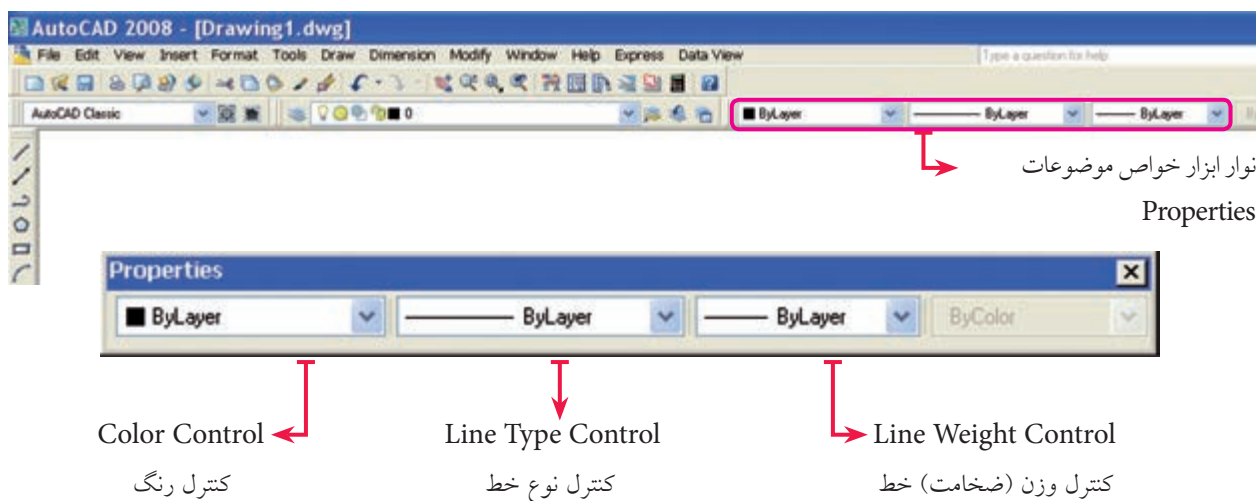 AutoCAD 2008 - [Drawing1.dwg]
File Edit View Insert Format Tools Draw Dimension Modify Window Help Express Data View Type a question for help
AutoCAD Classic 0 ByLayer ByLayer ByLayer
نوار ابزار خواص موضوعات
Properties
Properties
ByLayer ByLayer ByLayer ByColor
Color Control Line Type Control Line Weight Control
کنترل رنگ کنترل نوع خط کنترل وزن (ضخامت) خط